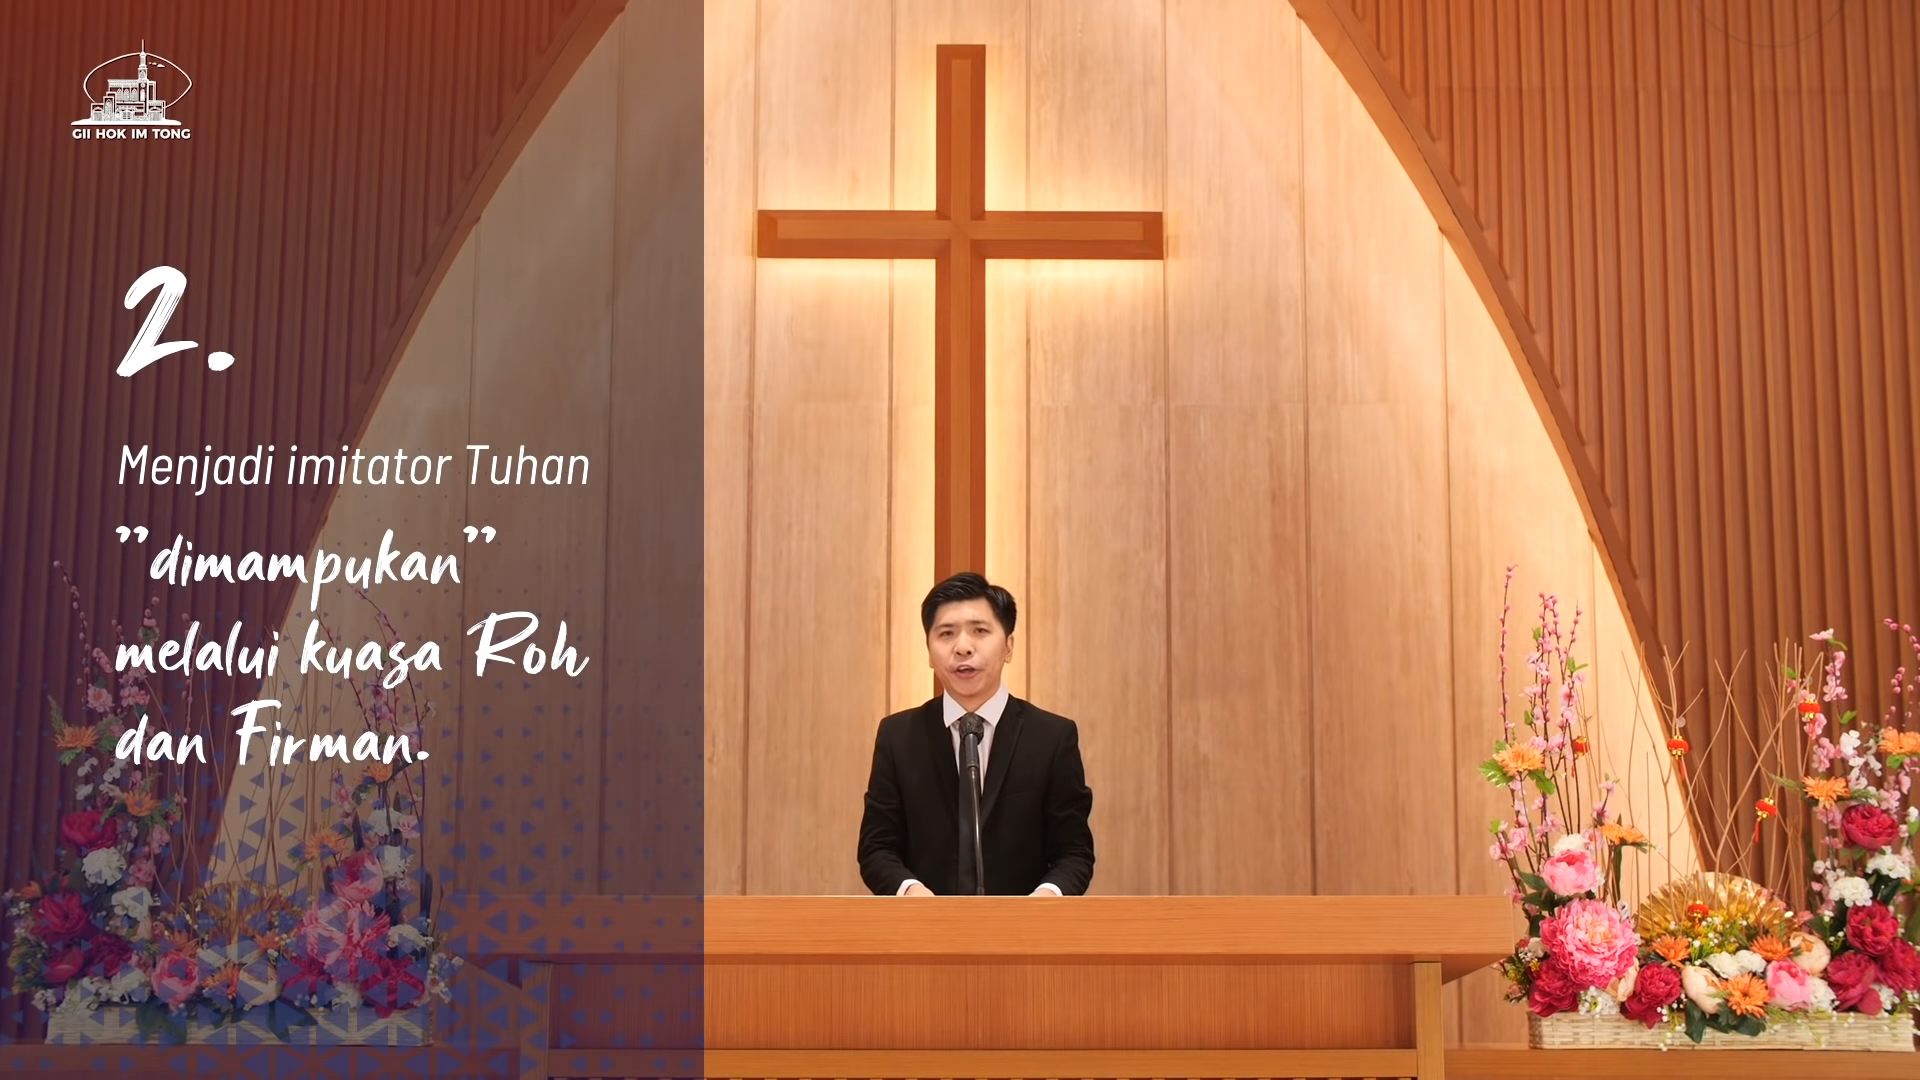 GII HOK IM TONG
2.
Menjadi imitator Tuhan
"dimampukan"
melalui kuasa Roh
dan Firman.